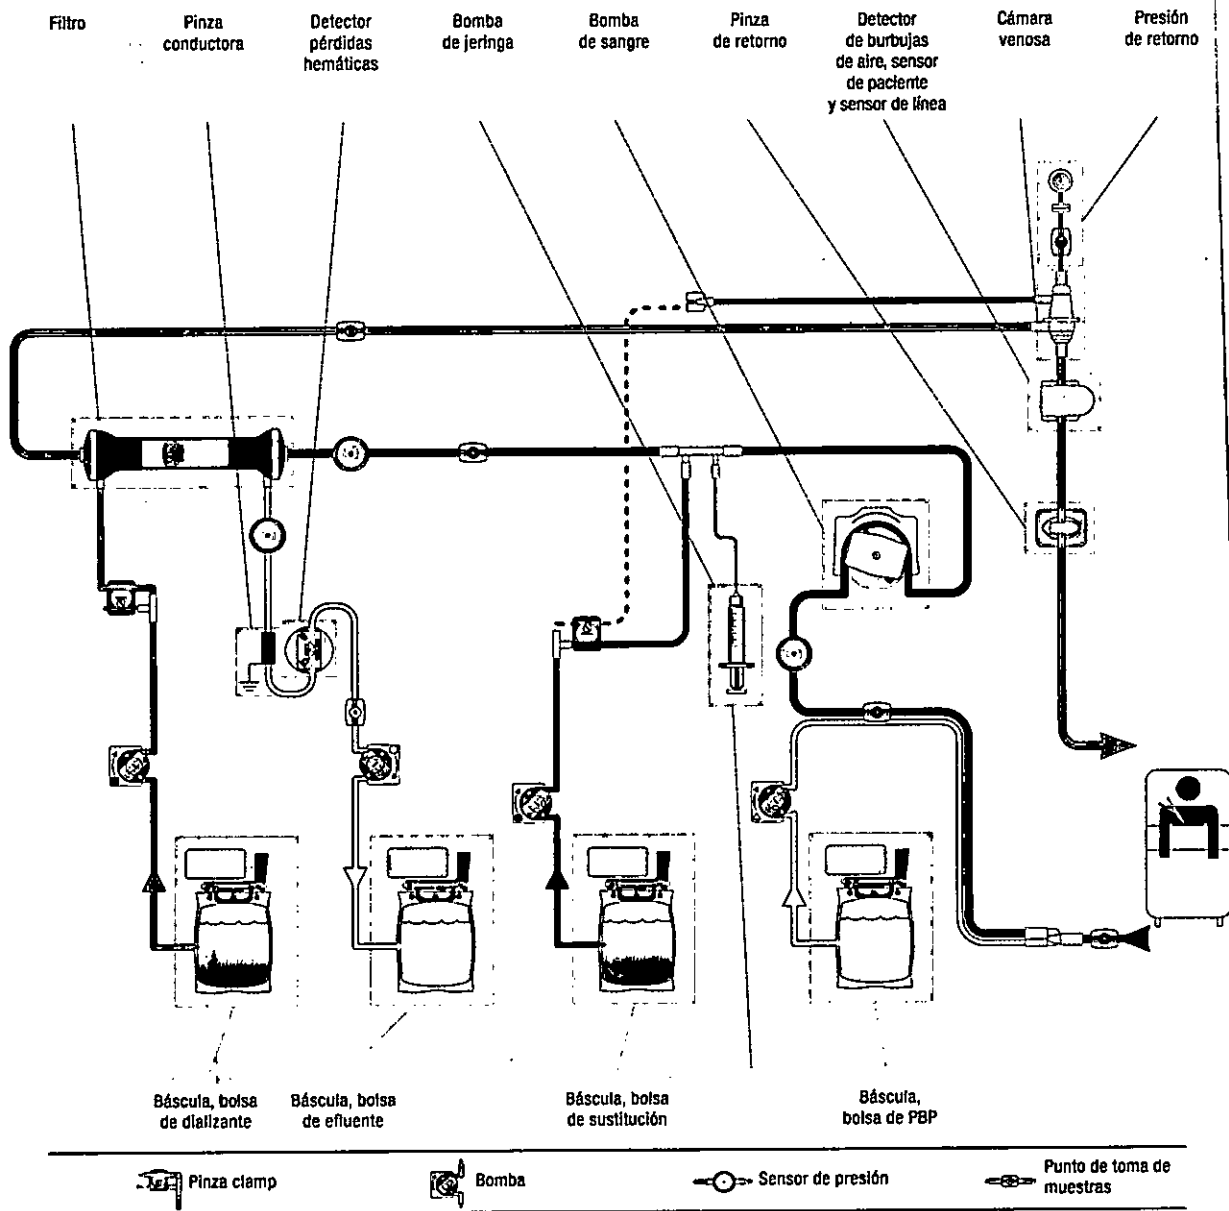 Filtro
Pinza
conductora
Detector
pérdidas
hemáticas
Bomba
de jeringa
Bomba
de sangre
Pinza
de retorno
Detector
de burbujas
de aire, sensor
de paciente
y sensor de línea
Cámara
venosa
Presión
de retorno
Báscula, bolsa
de dializante
Báscula, bolsa
de efluente
Báscula, bolsa
de sustitución
Báscula,
bolsa de PBP
Pinza clamp
Bomba
Sensor de presión
Punto de toma de
muestras